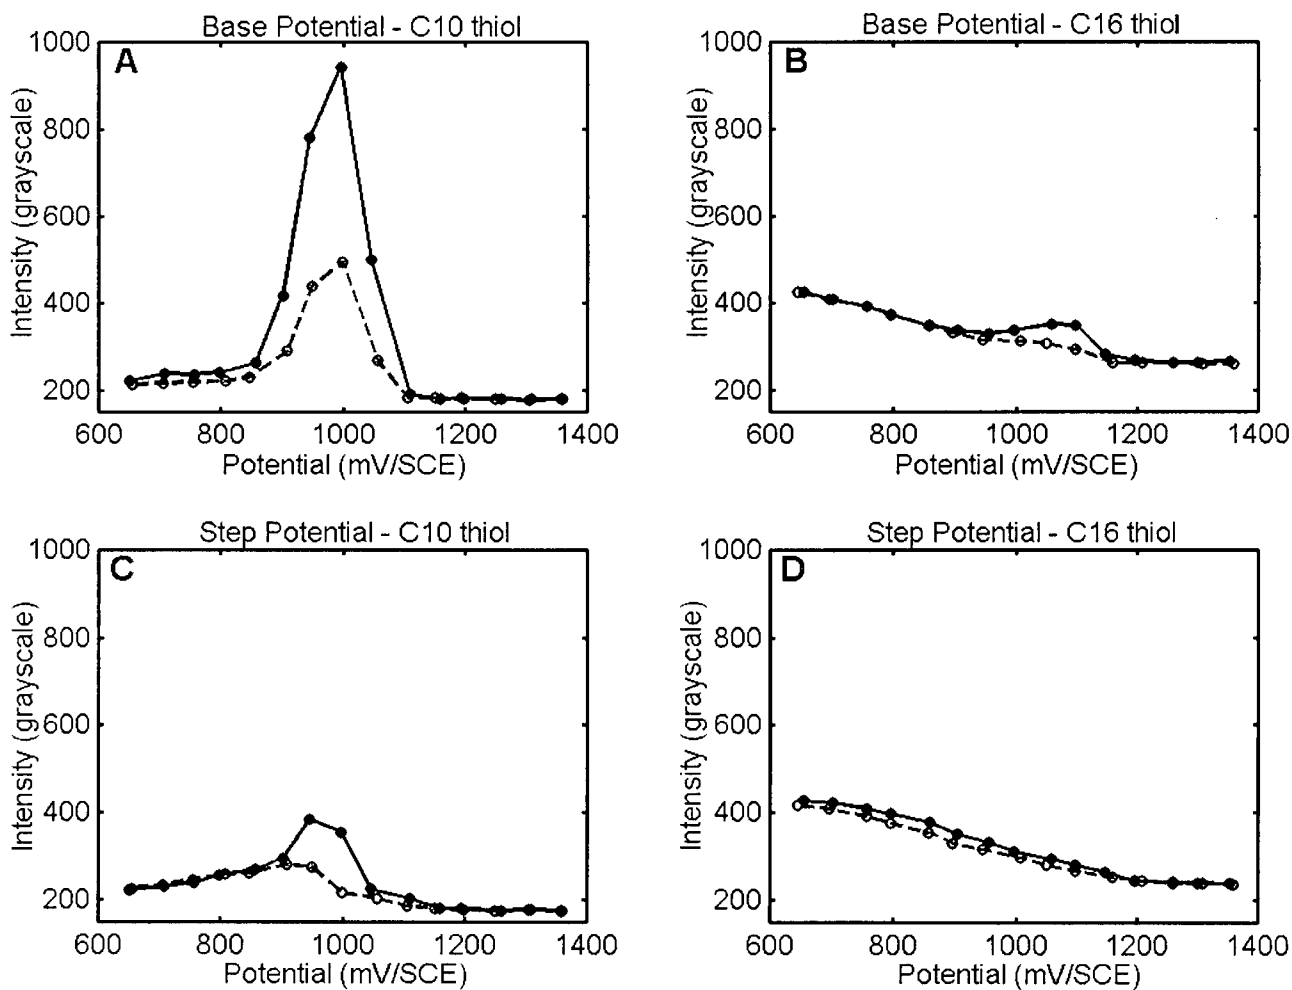 Base Potential - C10 thiol
A
1000
800
600
400
200
Intensity (grayscale)
600 800 1000 1200 1400
Potential (mV/SCE)
Base Potential - C16 thiol
B
1000
800
600
400
200
Intensity (grayscale)
600 800 1000 1200 1400
Potential (mV/SCE)
Step Potential - C10 thiol
C
1000
800
600
400
200
Intensity (grayscale)
600 800 1000 1200 1400
Potential (mV/SCE)
Step Potential - C16 thiol
D
1000
800
600
400
200
Intensity (grayscale)
600 800 1000 1200 1400
Potential (mV/SCE)